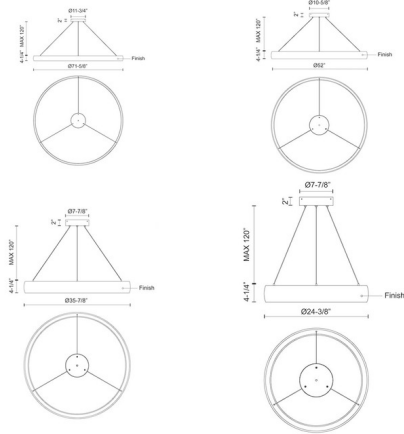 Ø11-3/4"
2"
MAX 120"
4-1/4"
Finish
Ø71-5/8"
Ø10-5/8"
2"
MAX 120"
4-1/4"
Finish
Ø52"
Ø7-7/8"
2"
MAX 120"
4-1/4"
Finish
Ø35-7/8"
Ø7-7/8"
2"
MAX 120"
4-1/4"
Finish
Ø24-3/8"